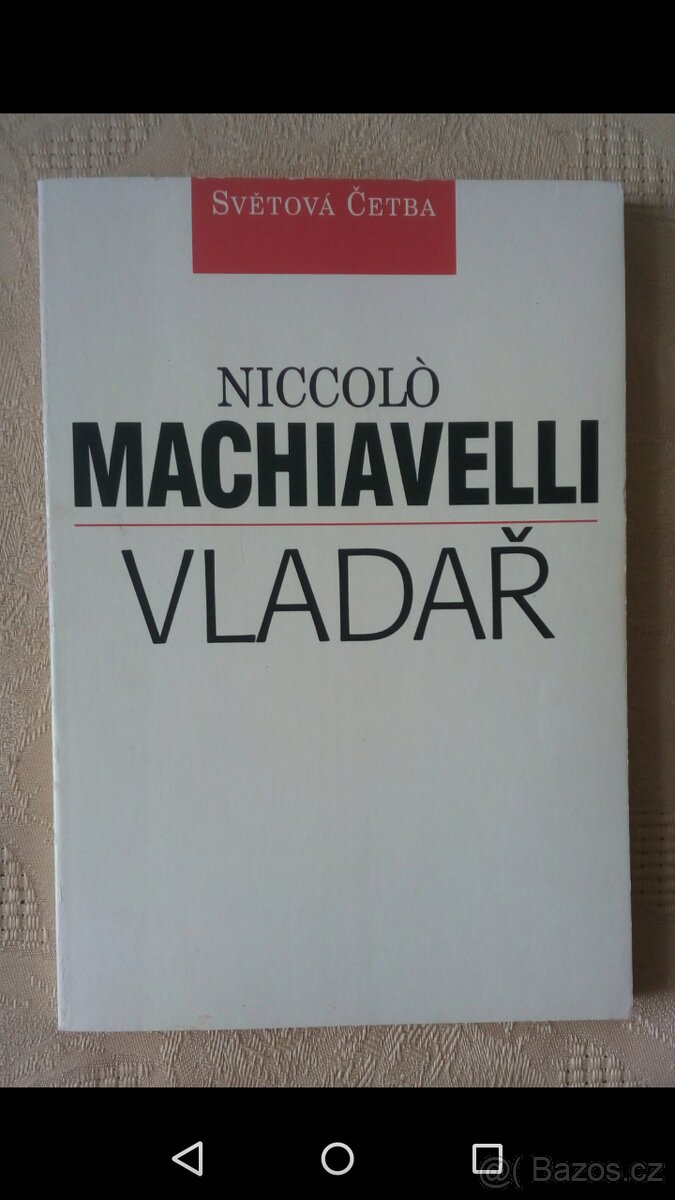 SVĚTOVÁ ČETBA
NICCOLÒ
MACHIAVELLI
VLADAŘ
@( Bazos.cz